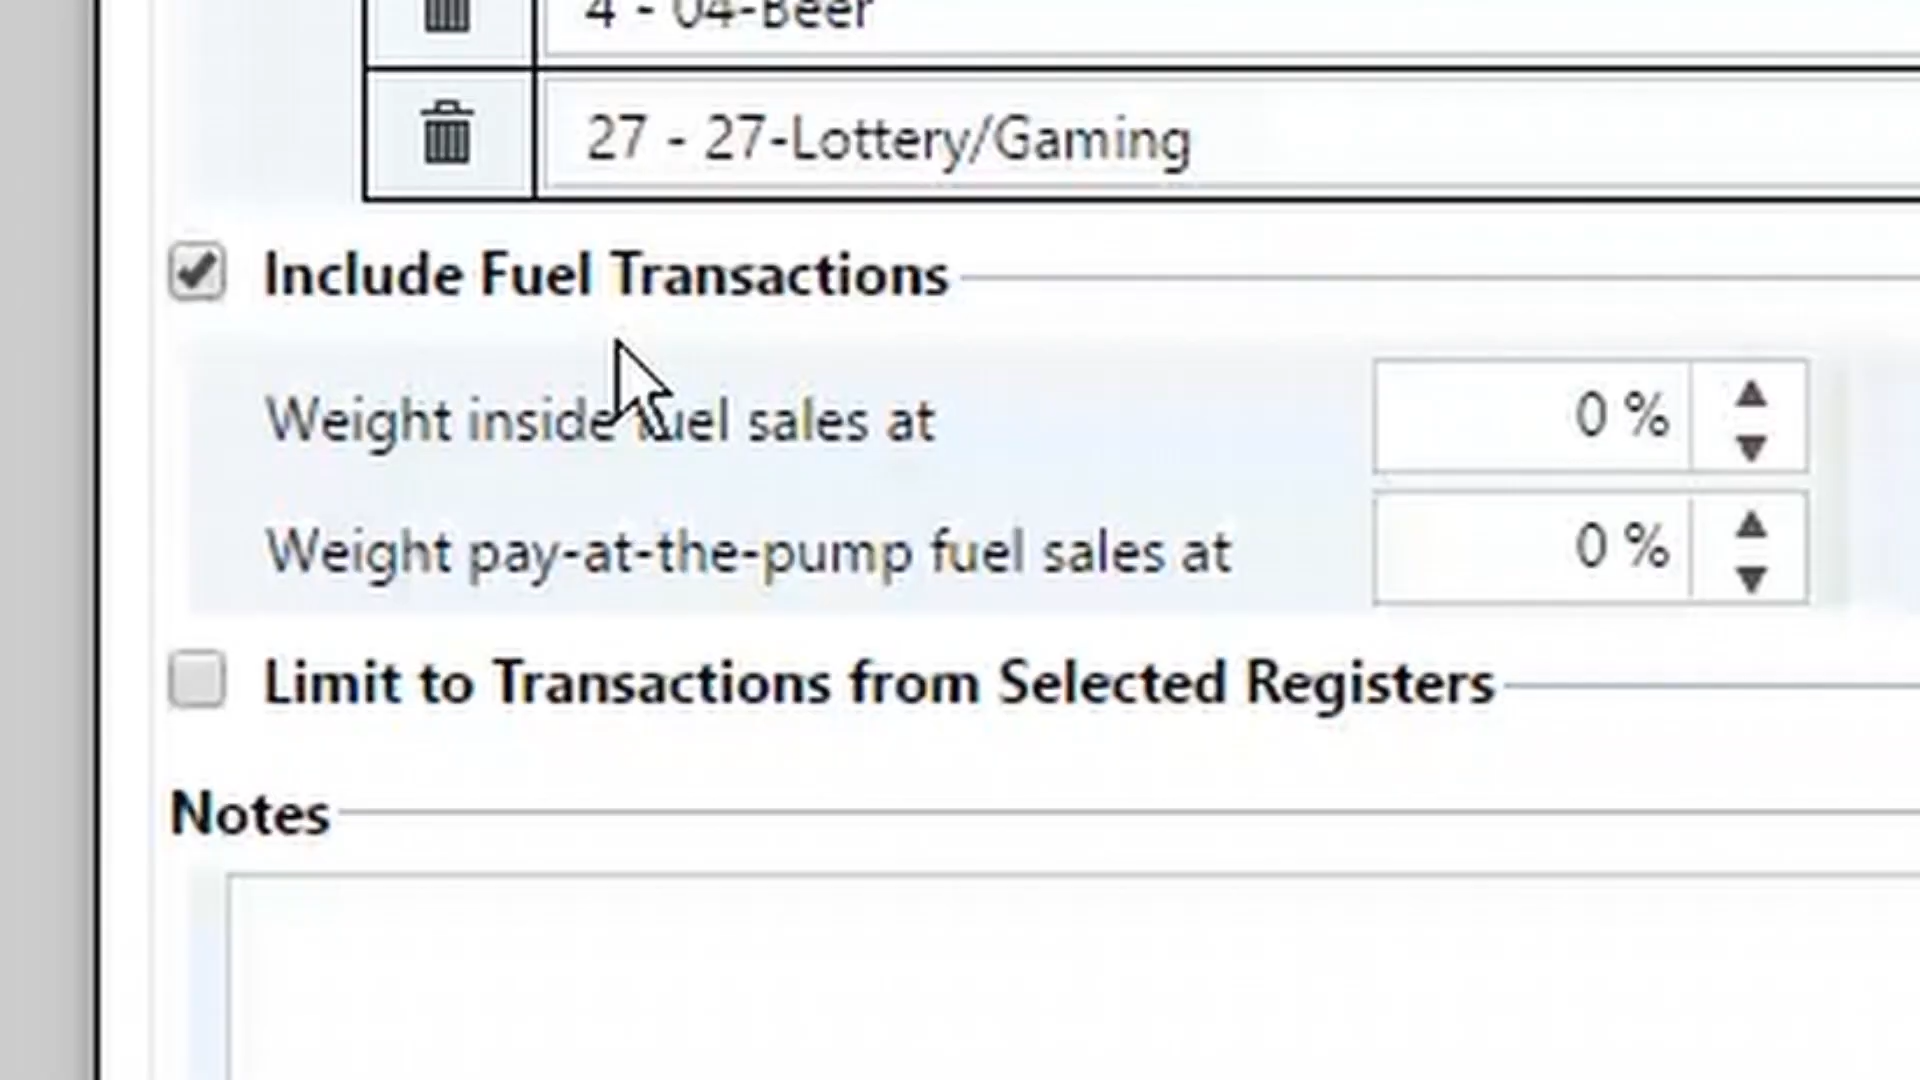 4 - 04-Beer
27 - 27-Lottery/Gaming
Include Fuel Transactions
Weight inside fuel sales at
0 %
Weight pay-at-the-pump fuel sales at
0 %
Limit to Transactions from Selected Registers
Notes